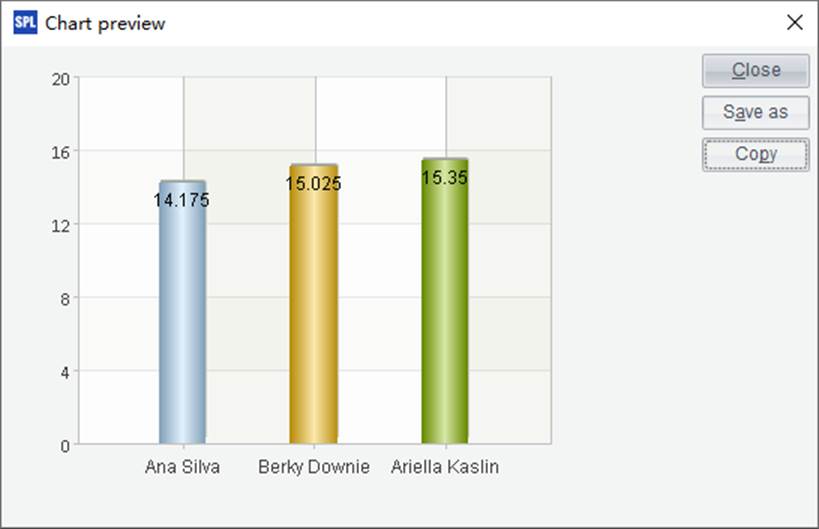 SPL Chart preview
Close
Save as
Copy
20
16
12
8
4
0
14.175
15.025
15.35
Ana Silva Berky Downie Ariella Kaslin